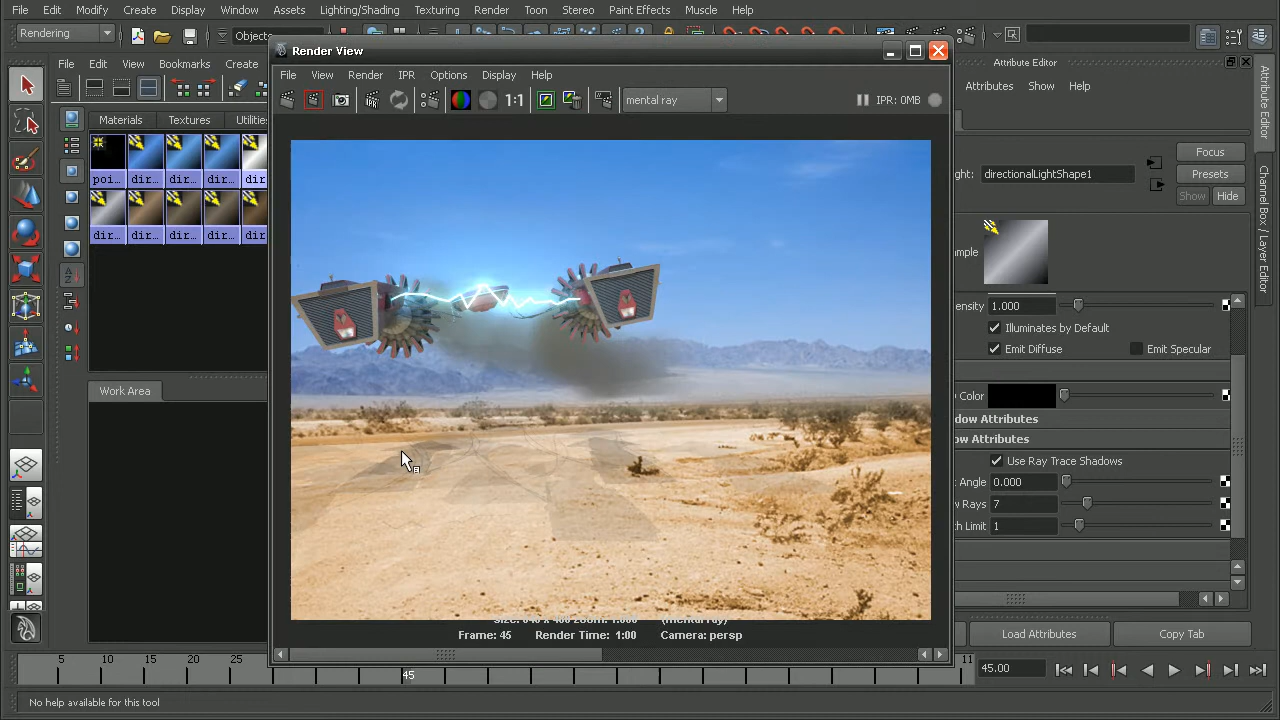 File Edit Modify Create Display Window Assets Lighting/Shading Texturing Render Toon Stereo Paint Effects Muscle Help
Rendering
Objects
Render View
File Edit View Bookmarks Create
Attribute Editor
File View Render IPR Options Display Help
Attributes Show Help
1:1
mental ray
IPR: 0MB
Materials Textures Utilities
Focus
directionalLightShape1
Presets
Show Hide
poi... dir... dir... dir... dir...
dir... dir... dir... dir... dir...
Attribute Editor
Channel Box / Layer Editor
1.000
Illuminates by Default
Emit Diffuse
Emit Specular
Work Area
Color
Use Ray Trace Shadows
Angle 0.000
Rays 7
Limit 1
Frame: 45 Render Time: 1:00 Camera: persp
Load Attributes
Copy Tab
5 10 15 20 25
45
11
45.00
No help available for this tool